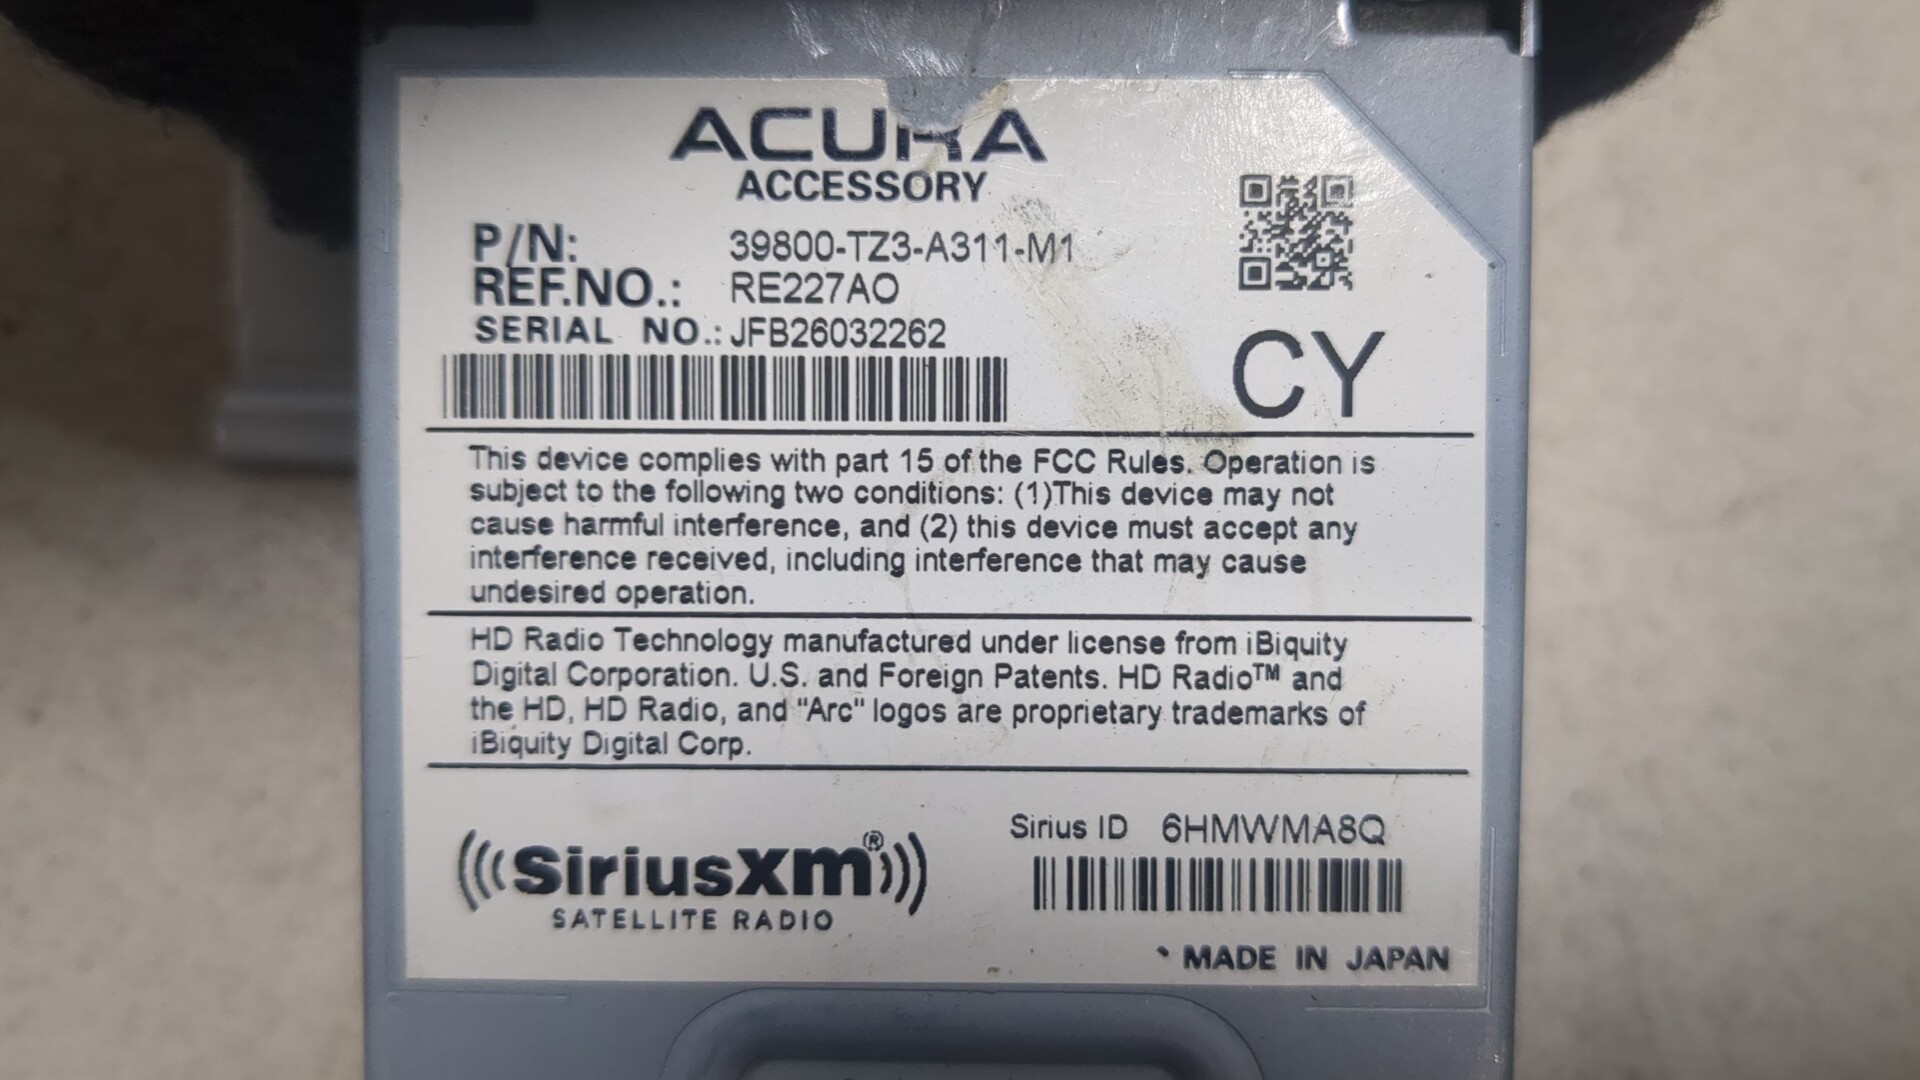 ACURA
ACCESSORY
P/N: 39800-TZ3-A311-M1
REF.NO.: RE227AO
SERIAL NO.: JFB26032262
CY
This device complies with part 15 of the FCC Rules. Operation is
subject to the following two conditions: (1)This device may not
cause harmful interference, and (2) this device must accept any
interference received, including interference that may cause
undesired operation.
HD Radio Technology manufactured under license from iBiquity
Digital Corporation. U.S. and Foreign Patents. HD Radio™ and
the HD, HD Radio, and "Arc" logos are proprietary trademarks of
iBiquity Digital Corp.
SiriusXM®
SATELLITE RADIO
Sirius ID 6HMWMA8Q
MADE IN JAPAN